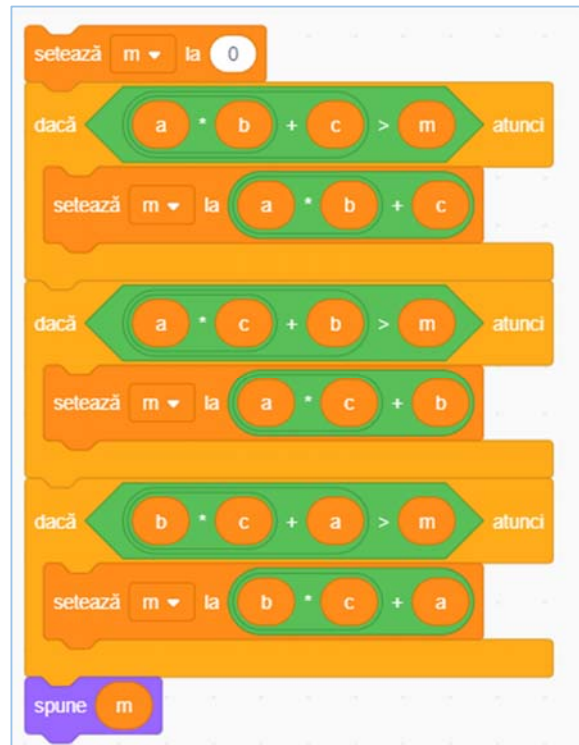 setează m la 0
dacă a * b + c > m atunci
setează m la a * b + c
dacă a * c + b > m atunci
setează m la a * c + b
dacă b * c + a > m atunci
setează m la b * c + a
spune m